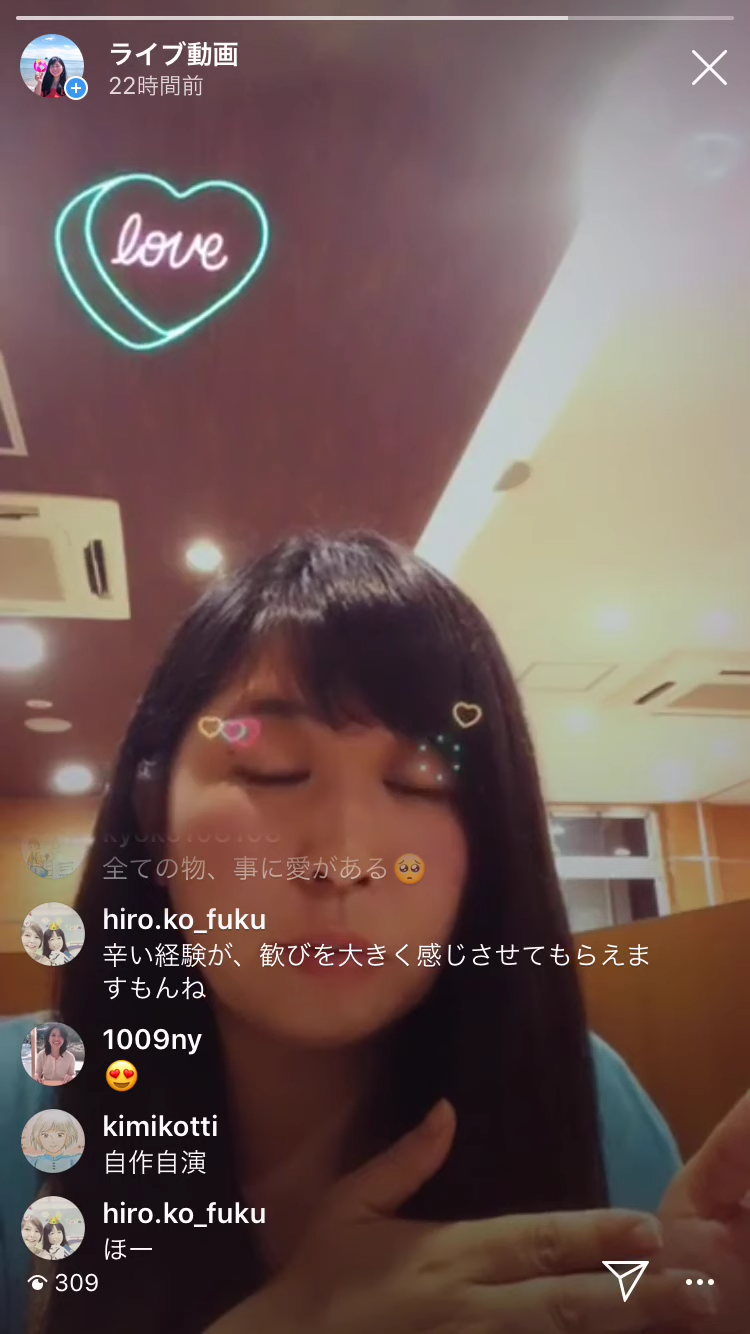 ライブ動画
22時間前
love
全ての物、事に愛がある🥺
hiro.ko_fuku
辛い経験が、歓びを大きく感じさせてもらえま
すもんね
1009ny
😍
kimikotti
自作自演
hiro.ko_fuku
ほー
309